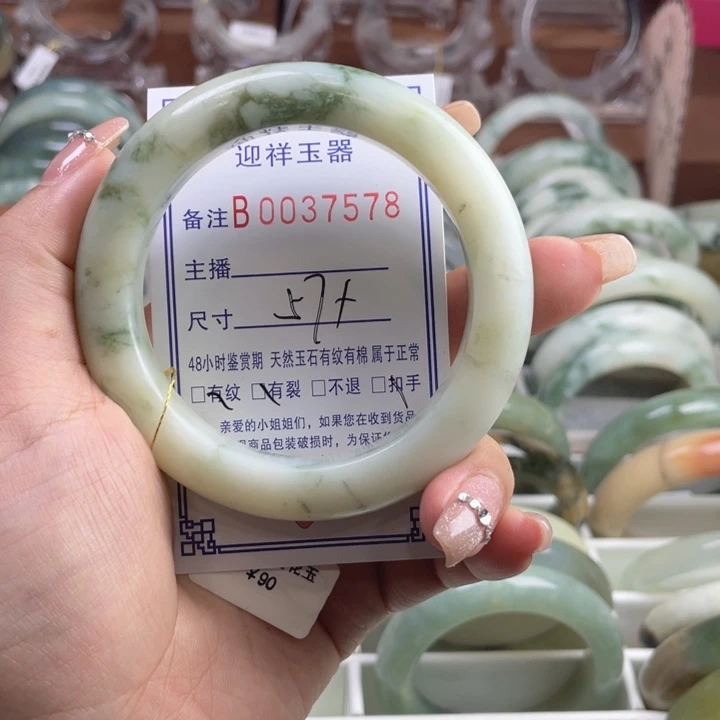 迎祥玉器
备注B0037578
主播
尺寸 57+
48小时鉴赏期 天然玉石有纹有棉 属于正常
□有纹 □有裂 □不退 □扣手
亲爱的小姐姐们，如果您在收到货品
商品包装破损时，为保证
玉
*90